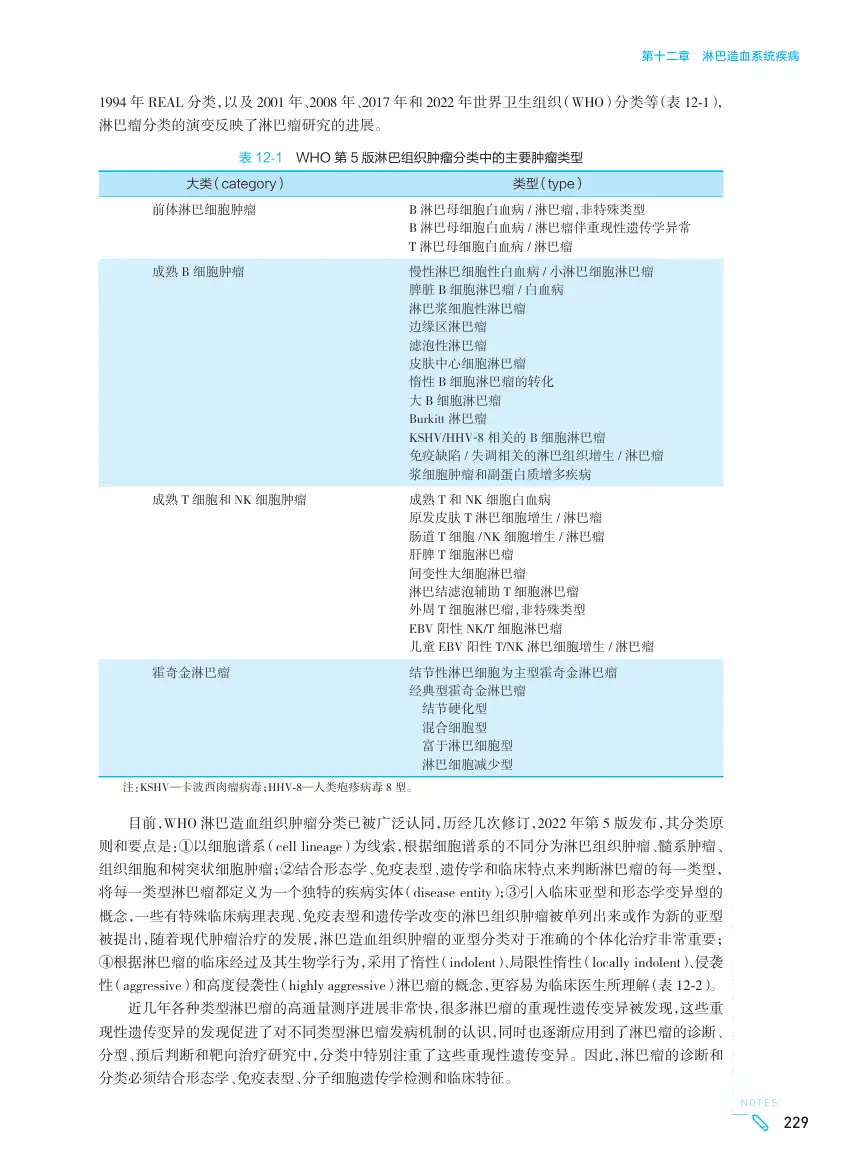 第十二章 淋巴造血系统疾病
1994 年 REAL 分类,以及 2001 年、2008 年、2017 年和 2022 年世界卫生组织(WHO)分类等(表 12-1),
淋巴瘤分类的演变反映了淋巴瘤研究的进展。
表 12-1 WHO 第 5 版淋巴组织肿瘤分类中的主要肿瘤类型
大类(category) 类型(type)
前体淋巴细胞肿瘤 B 淋巴母细胞白血病 / 淋巴瘤,非特殊类型
B 淋巴母细胞白血病 / 淋巴瘤伴重现性遗传学异常
T 淋巴母细胞白血病 / 淋巴瘤
成熟 B 细胞肿瘤 慢性淋巴细胞性白血病 / 小淋巴细胞淋巴瘤
脾脏 B 细胞淋巴瘤 / 白血病
淋巴浆细胞性淋巴瘤
边缘区淋巴瘤
滤泡性淋巴瘤
皮肤中心细胞淋巴瘤
惰性 B 细胞淋巴瘤的转化
大 B 细胞淋巴瘤
Burkitt 淋巴瘤
KSHV/HHV-8 相关的 B 细胞淋巴瘤
免疫缺陷 / 失调相关的淋巴组织增生 / 淋巴瘤
浆细胞肿瘤和副蛋白质增多疾病
成熟 T 细胞和 NK 细胞肿瘤 成熟 T 和 NK 细胞白血病
原发皮肤 T 淋巴细胞增生 / 淋巴瘤
肠道 T 细胞 /NK 细胞增生 / 淋巴瘤
肝脾 T 细胞淋巴瘤
间变性大细胞淋巴瘤
淋巴结滤泡辅助 T 细胞淋巴瘤
外周 T 细胞淋巴瘤,非特殊类型
EBV 阳性 NK/T 细胞淋巴瘤
儿童 EBV 阳性 T/NK 淋巴细胞增生 / 淋巴瘤
霍奇金淋巴瘤 结节性淋巴细胞为主型霍奇金淋巴瘤
经典型霍奇金淋巴瘤
结节硬化型
混合细胞型
富于淋巴细胞型
淋巴细胞减少型
注:KSHV—卡波西肉瘤病毒;HHV-8—人类疱疹病毒 8 型。
目前,WHO 淋巴造血组织肿瘤分类已被广泛认同,历经几次修订,2022 年第 5 版发布,其分类原
则和要点是:①以细胞谱系(cell lineage)为线索,根据细胞谱系的不同分为淋巴组织肿瘤、髓系肿瘤、
组织细胞和树突状细胞肿瘤;②结合形态学、免疫表型、遗传学和临床特点来判断淋巴瘤的每一类型,
将每一类型淋巴瘤都定义为一个独特的疾病实体(disease entity);③引入临床亚型和形态学变异型的
概念,一些有特殊临床病理表现、免疫表型和遗传学改变的淋巴组织肿瘤被单列出来或作为新的亚型
被提出,随着现代肿瘤治疗的发展,淋巴造血组织肿瘤的亚型分类对于准确的个体化治疗非常重要;
④根据淋巴瘤的临床经过及其生物学行为,采用了惰性(indolent)、局限性惰性(locally indolent)、侵袭
性(aggressive)和高度侵袭性(highly aggressive)淋巴瘤的概念,更容易为临床医生所理解(表 12-2)。
近几年各种类型淋巴瘤的高通量测序进展非常快,很多淋巴瘤的重现性遗传变异被发现,这些重
现性遗传变异的发现促进了对不同类型淋巴瘤发病机制的认识,同时也逐渐应用到了淋巴瘤的诊断、
分型、预后判断和靶向治疗研究中,分类中特别注重了这些重现性遗传变异。因此,淋巴瘤的诊断和
分类必须结合形态学、免疫表型、分子细胞遗传学检测和临床特征。
NOTES
229